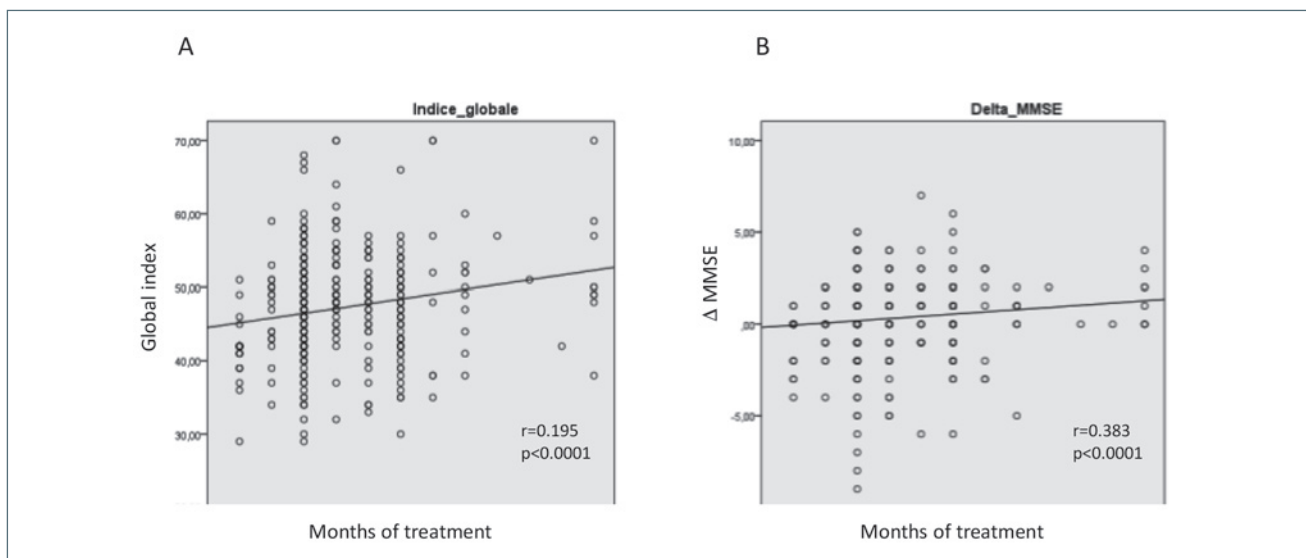 A
Indice_globale
70,00
60,00
50,00
40,00
30,00
Global index
r=0.195
p<0.0001
Months of treatment
B
Delta_MMSE
10,00
5,00
,00
-5,00
Δ MMSE
r=0.383
p<0.0001
Months of treatment